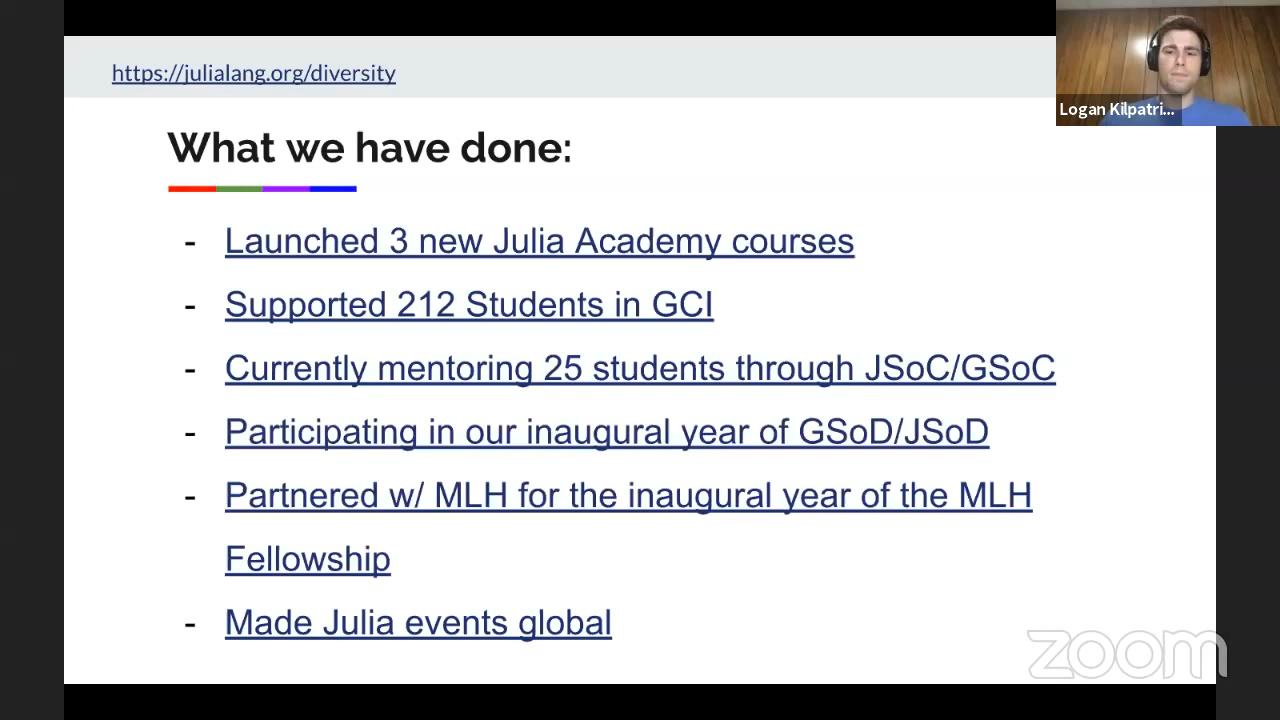 https://julialang.org/diversity
Logan Kilpatri...
What we have done:
- Launched 3 new Julia Academy courses
- Supported 212 Students in GCI
- Currently mentoring 25 students through JSoC/GSoC
- Participating in our inaugural year of GSoD/JSoD
- Partnered w/ MLH for the inaugural year of the MLH
Fellowship
- Made Julia events global
zoom